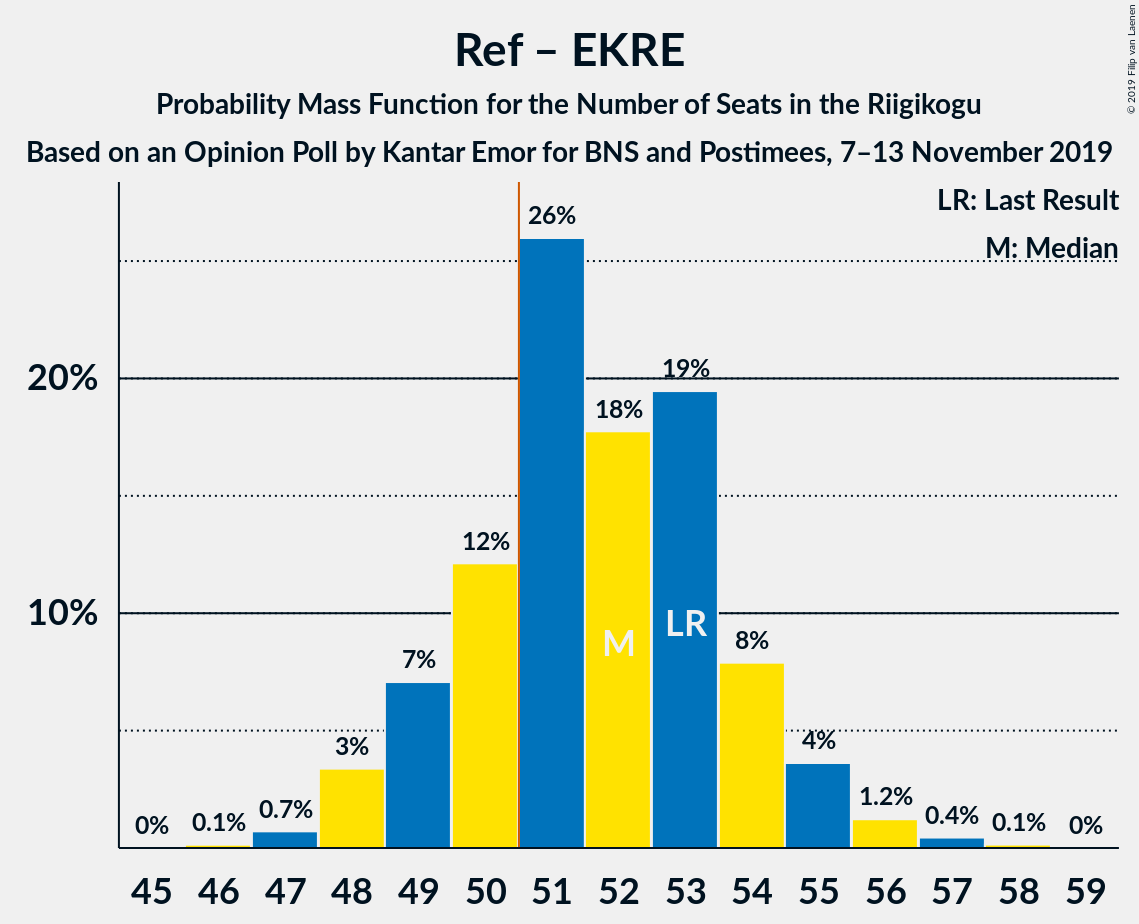 Ref – EKRE
Probability Mass Function for the Number of Seats in the Riigikogu
Based on an Opinion Poll by Kantar Emor for BNS and Postimees, 7–13 November 2019
© 2019 Filip van Laenen
LR: Last Result
M: Median
20%
10%
0%
0.1%
0.7%
3%
7%
12%
26%
18%
19%
8%
4%
1.2%
0.4%
0.1%
0%
M
LR
45 46 47 48 49 50 51 52 53 54 55 56 57 58 59